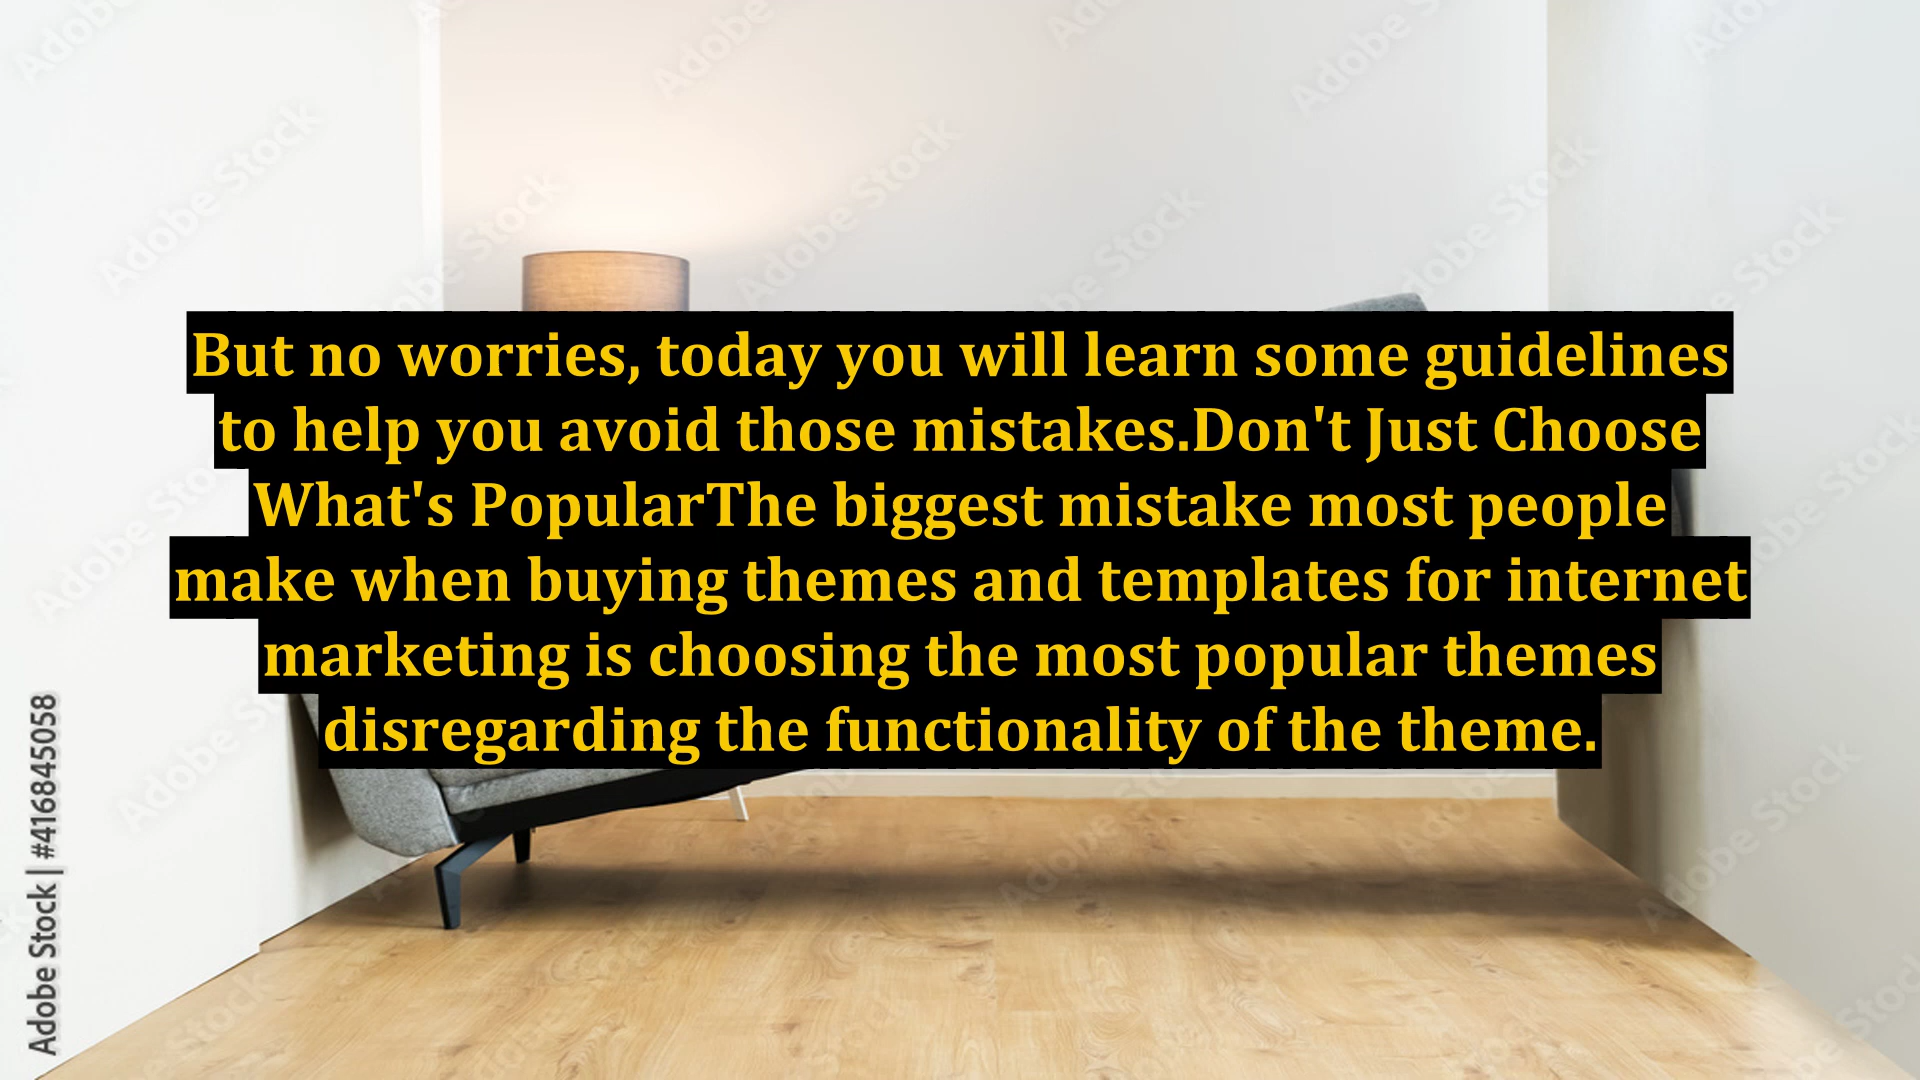 But no worries, today you will learn some guidelines
to help you avoid those mistakes.Don't Just Choose
What's PopularThe biggest mistake most people
make when buying themes and templates for internet
marketing is choosing the most popular themes
disregarding the functionality of the theme.
Adobe Stock | #416845058